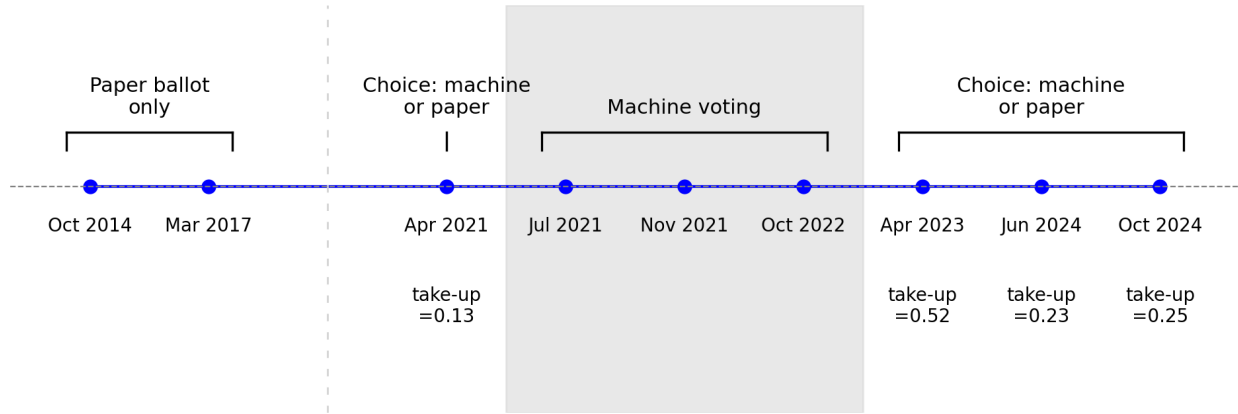 Paper ballot
only
Choice: machine
or paper
Machine voting
Choice: machine
or paper
Oct 2014
Mar 2017
Apr 2021
Jul 2021
Nov 2021
Oct 2022
Apr 2023
Jun 2024
Oct 2024
take-up
=0.13
take-up
=0.52
take-up
=0.23
take-up
=0.25